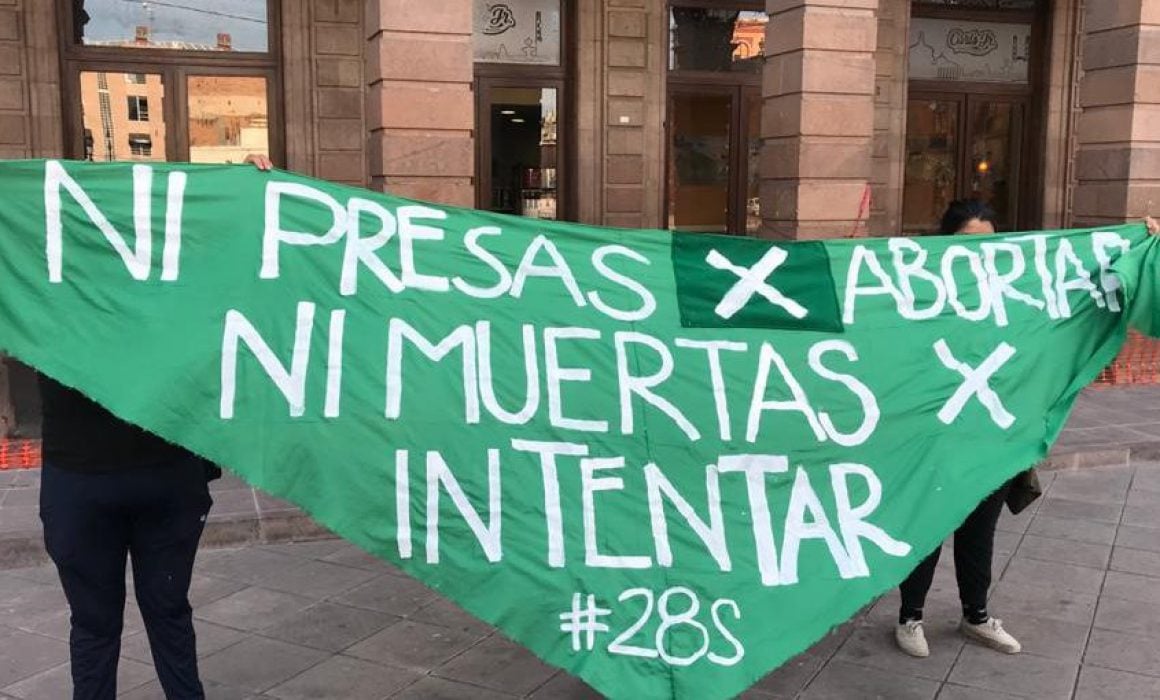 NI PRESAS X ABORTAR
NI MUERTAS X
INTENTAR
#28S